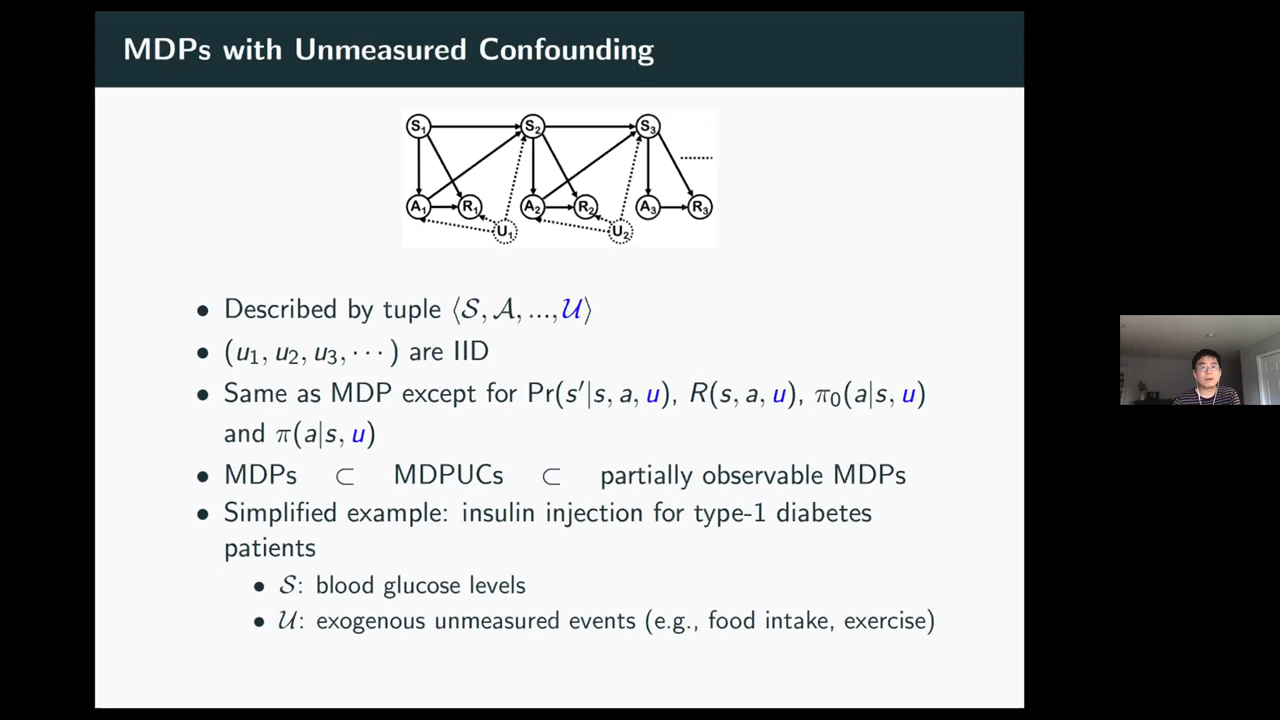 MDPs with Unmeasured Confounding
S₁ S₂ S₃
A₁ R₁ A₂ R₂ A₃ R₃
U₁ U₂
• Described by tuple ⟨𝒮, 𝒜, ..., 𝒰⟩
• (u₁, u₂, u₃, ⋯) are IID
• Same as MDP except for Pr(s′|s, a, u), R(s, a, u), π₀(a|s, u)
and π(a|s, u)
• MDPs ⊂ MDPUCs ⊂ partially observable MDPs
• Simplified example: insulin injection for type-1 diabetes
patients
• 𝒮: blood glucose levels
• 𝒰: exogenous unmeasured events (e.g., food intake, exercise)